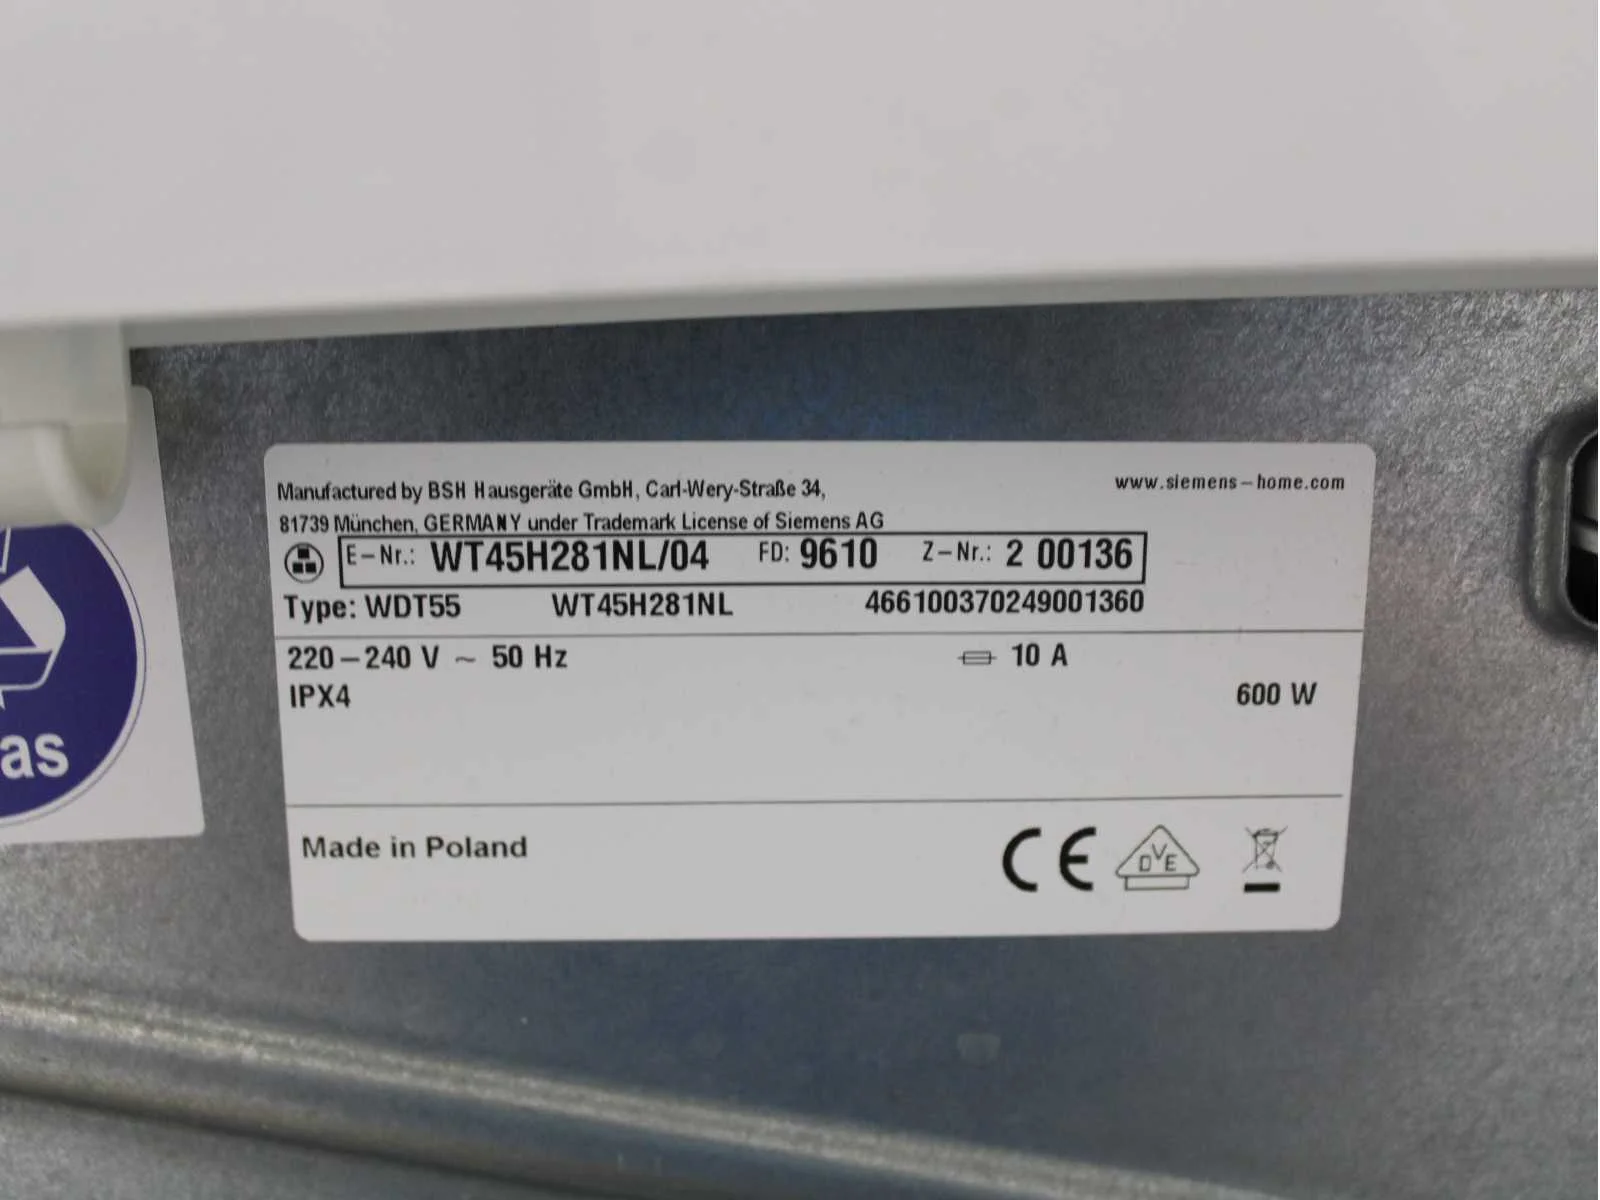 Manufactured by BSH Hausgeräte GmbH, Carl-Wery-Straße 34,
www.siemens-home.com
81739 München, GERMANY under Trademark License of Siemens AG
E-Nr.: WT45H281NL/04 FD: 9610 Z-Nr.: 2 00136
Type: WDT55 WT45H281NL 466100370249001360
220-240 V ~ 50 Hz 10 A
IPX4 600 W
as
Made in Poland
CE DVE